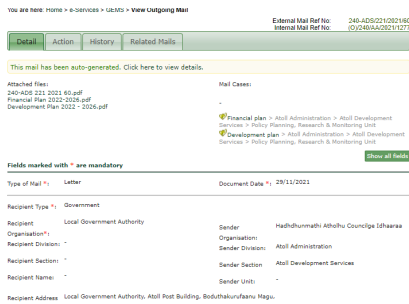 You are here: Home > e-Services > GEMS > View Outgoing Mail
External Mail Ref No: 240-ADS/221/2021/60
Internal Mail Ref No: (O)/240/AA/2021/1277
Detail Action History Related Mails
This mail has been auto-generated. Click here to view details.
Attached files:
240-ADS 221 2021 60.pdf
Financial Plan 2022-2026.pdf
Development Plan 2022 - 2026.pdf
Mail Cases:
-
Financial plan > Atoll Administration > Atoll Development
Services > Policy Planning, Research & Monitoring Unit
Development plan > Atoll Administration > Atoll Development
Services > Policy Planning, Research & Monitoring Unit
Show all fields
Fields marked with * are mandatory
Type of Mail *: Letter
Document Date *: 29/11/2021
Recipient Type *: Government
Recipient Organisation*: Local Government Authority
Recipient Division: -
Recipient Section: -
Recipient Name: -
Sender Organisation: Hadhdhunmathi Atholhu Councilge Idhaaraa
Sender Division: Atoll Administration
Sender Section Atoll Development Services
Sender Unit: -
Recipient Address Local Government Authority, Atoll Post Building, Boduthakurufaanu Magu,